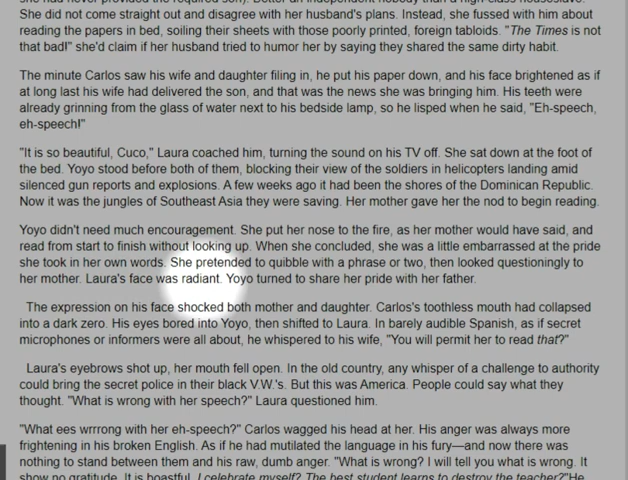 she had never provided the required son). Better an independent nobody than a high-class houseslave.
She did not come straight out and disagree with her husband's plans. Instead, she fussed with him about
reading the papers in bed, soiling their sheets with those poorly printed, foreign tabloids. "The Times is not
that bad!" she'd claim if her husband tried to humor her by saying they shared the same dirty habit.
The minute Carlos saw his wife and daughter filing in, he put his paper down, and his face brightened as if
at long last his wife had delivered the son, and that was the news she was bringing him. His teeth were
already grinning from the glass of water next to his bedside lamp, so he lisped when he said, "Eh-speech,
eh-speech!"
"It is so beautiful, Cuco," Laura coached him, turning the sound on his TV off. She sat down at the foot of
the bed. Yoyo stood before both of them, blocking their view of the soldiers in helicopters landing amid
silenced gun reports and explosions. A few weeks ago it had been the shores of the Dominican Republic.
Now it was the jungles of Southeast Asia they were saving. Her mother gave her the nod to begin reading.
Yoyo didn't need much encouragement. She put her nose to the fire, as her mother would have said, and
read from start to finish without looking up. When she concluded, she was a little embarrassed at the pride
she took in her own words. She pretended to quibble with a phrase or two, then looked questioningly to
her mother. Laura's face was radiant. Yoyo turned to share her pride with her father.
The expression on his face shocked both mother and daughter. Carlos's toothless mouth had collapsed
into a dark zero. His eyes bored into Yoyo, then shifted to Laura. In barely audible Spanish, as if secret
microphones or informers were all about, he whispered to his wife, "You will permit her to read that?"
Laura's eyebrows shot up, her mouth fell open. In the old country, any whisper of a challenge to authority
could bring the secret police in their black V.W.'s. But this was America. People could say what they
thought. "What is wrong with her speech?" Laura questioned him.
"What ees wrrrong with her eh-speech?" Carlos wagged his head at her. His anger was always more
frightening in his broken English. As if he had mutilated the language in his fury—and now there was
nothing to stand between them and his raw, dumb anger. "What is wrong? I will tell you what is wrong. It
show no gratitude. It is boastful. I celebrate myself? The best student learns to destroy the teacher?"He